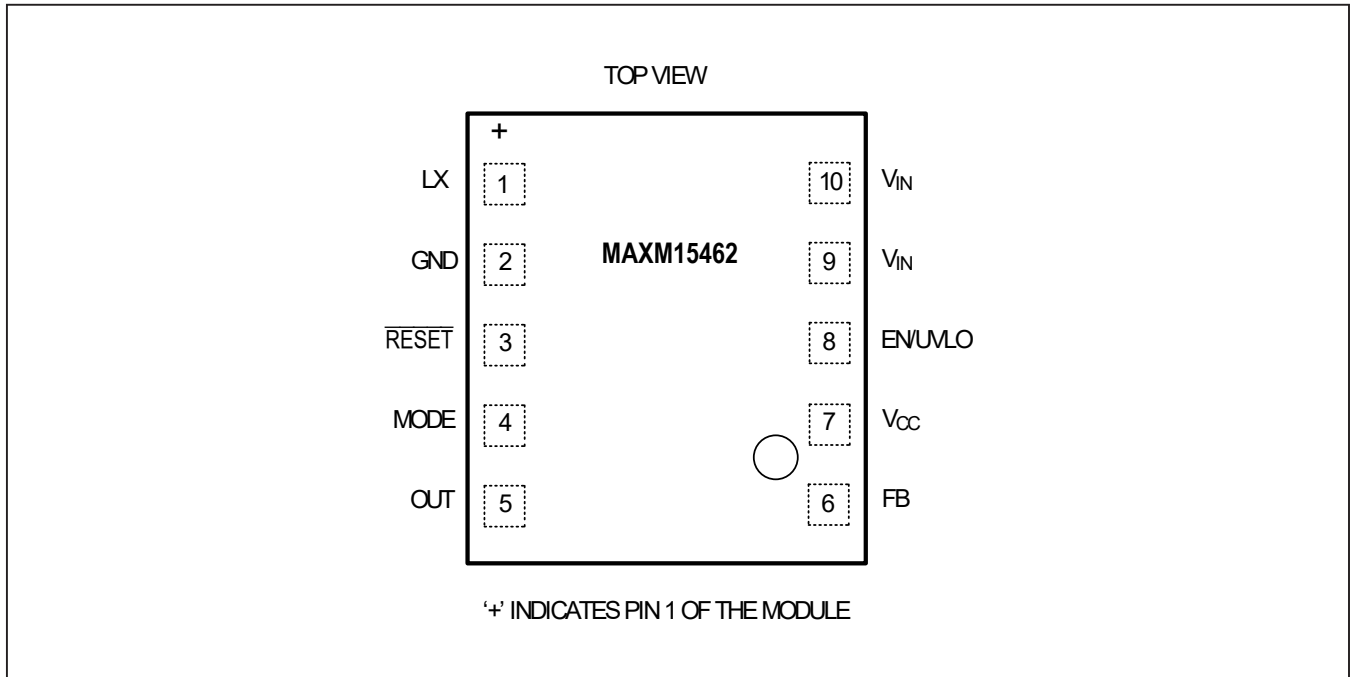 TOP VIEW
+
LX 1 10 VIN
GND 2 MAXM15462 9 VIN
RESET 3 8 EN/UVLO
MODE 4 7 VCC
OUT 5 6 FB
‘+’ INDICATES PIN 1 OF THE MODULE